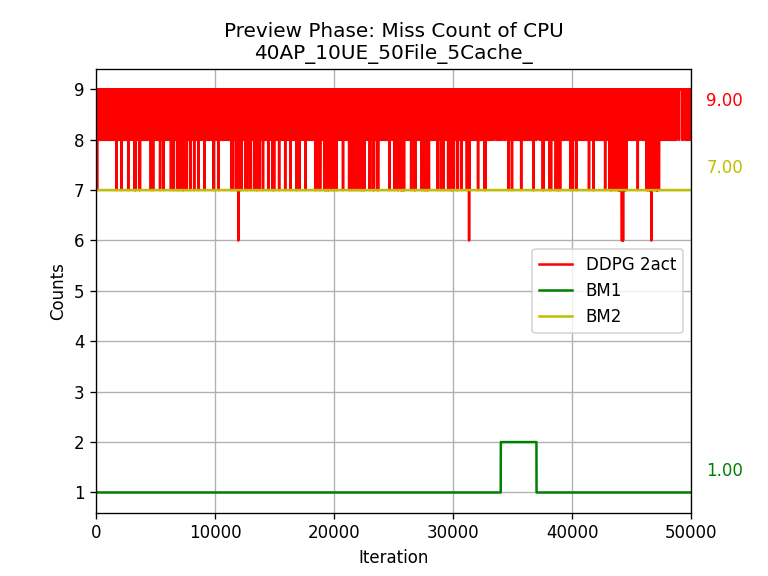 Preview Phase: Miss Count of CPU
40AP_10UE_50File_5Cache_
9
8
7
6
5
4
3
2
1
Counts
9.00
7.00
1.00
DDPG 2act
BM1
BM2
0
10000
20000
30000
40000
50000
Iteration